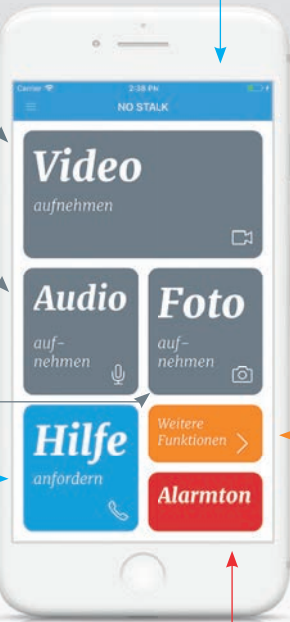 Carrier
2:38 PM
NO STALK
Video
aufnehmen
Audio
auf-
nehmen
Foto
auf-
nehmen
Hilfe
anfordern
Weitere
Funktionen
Alarmton